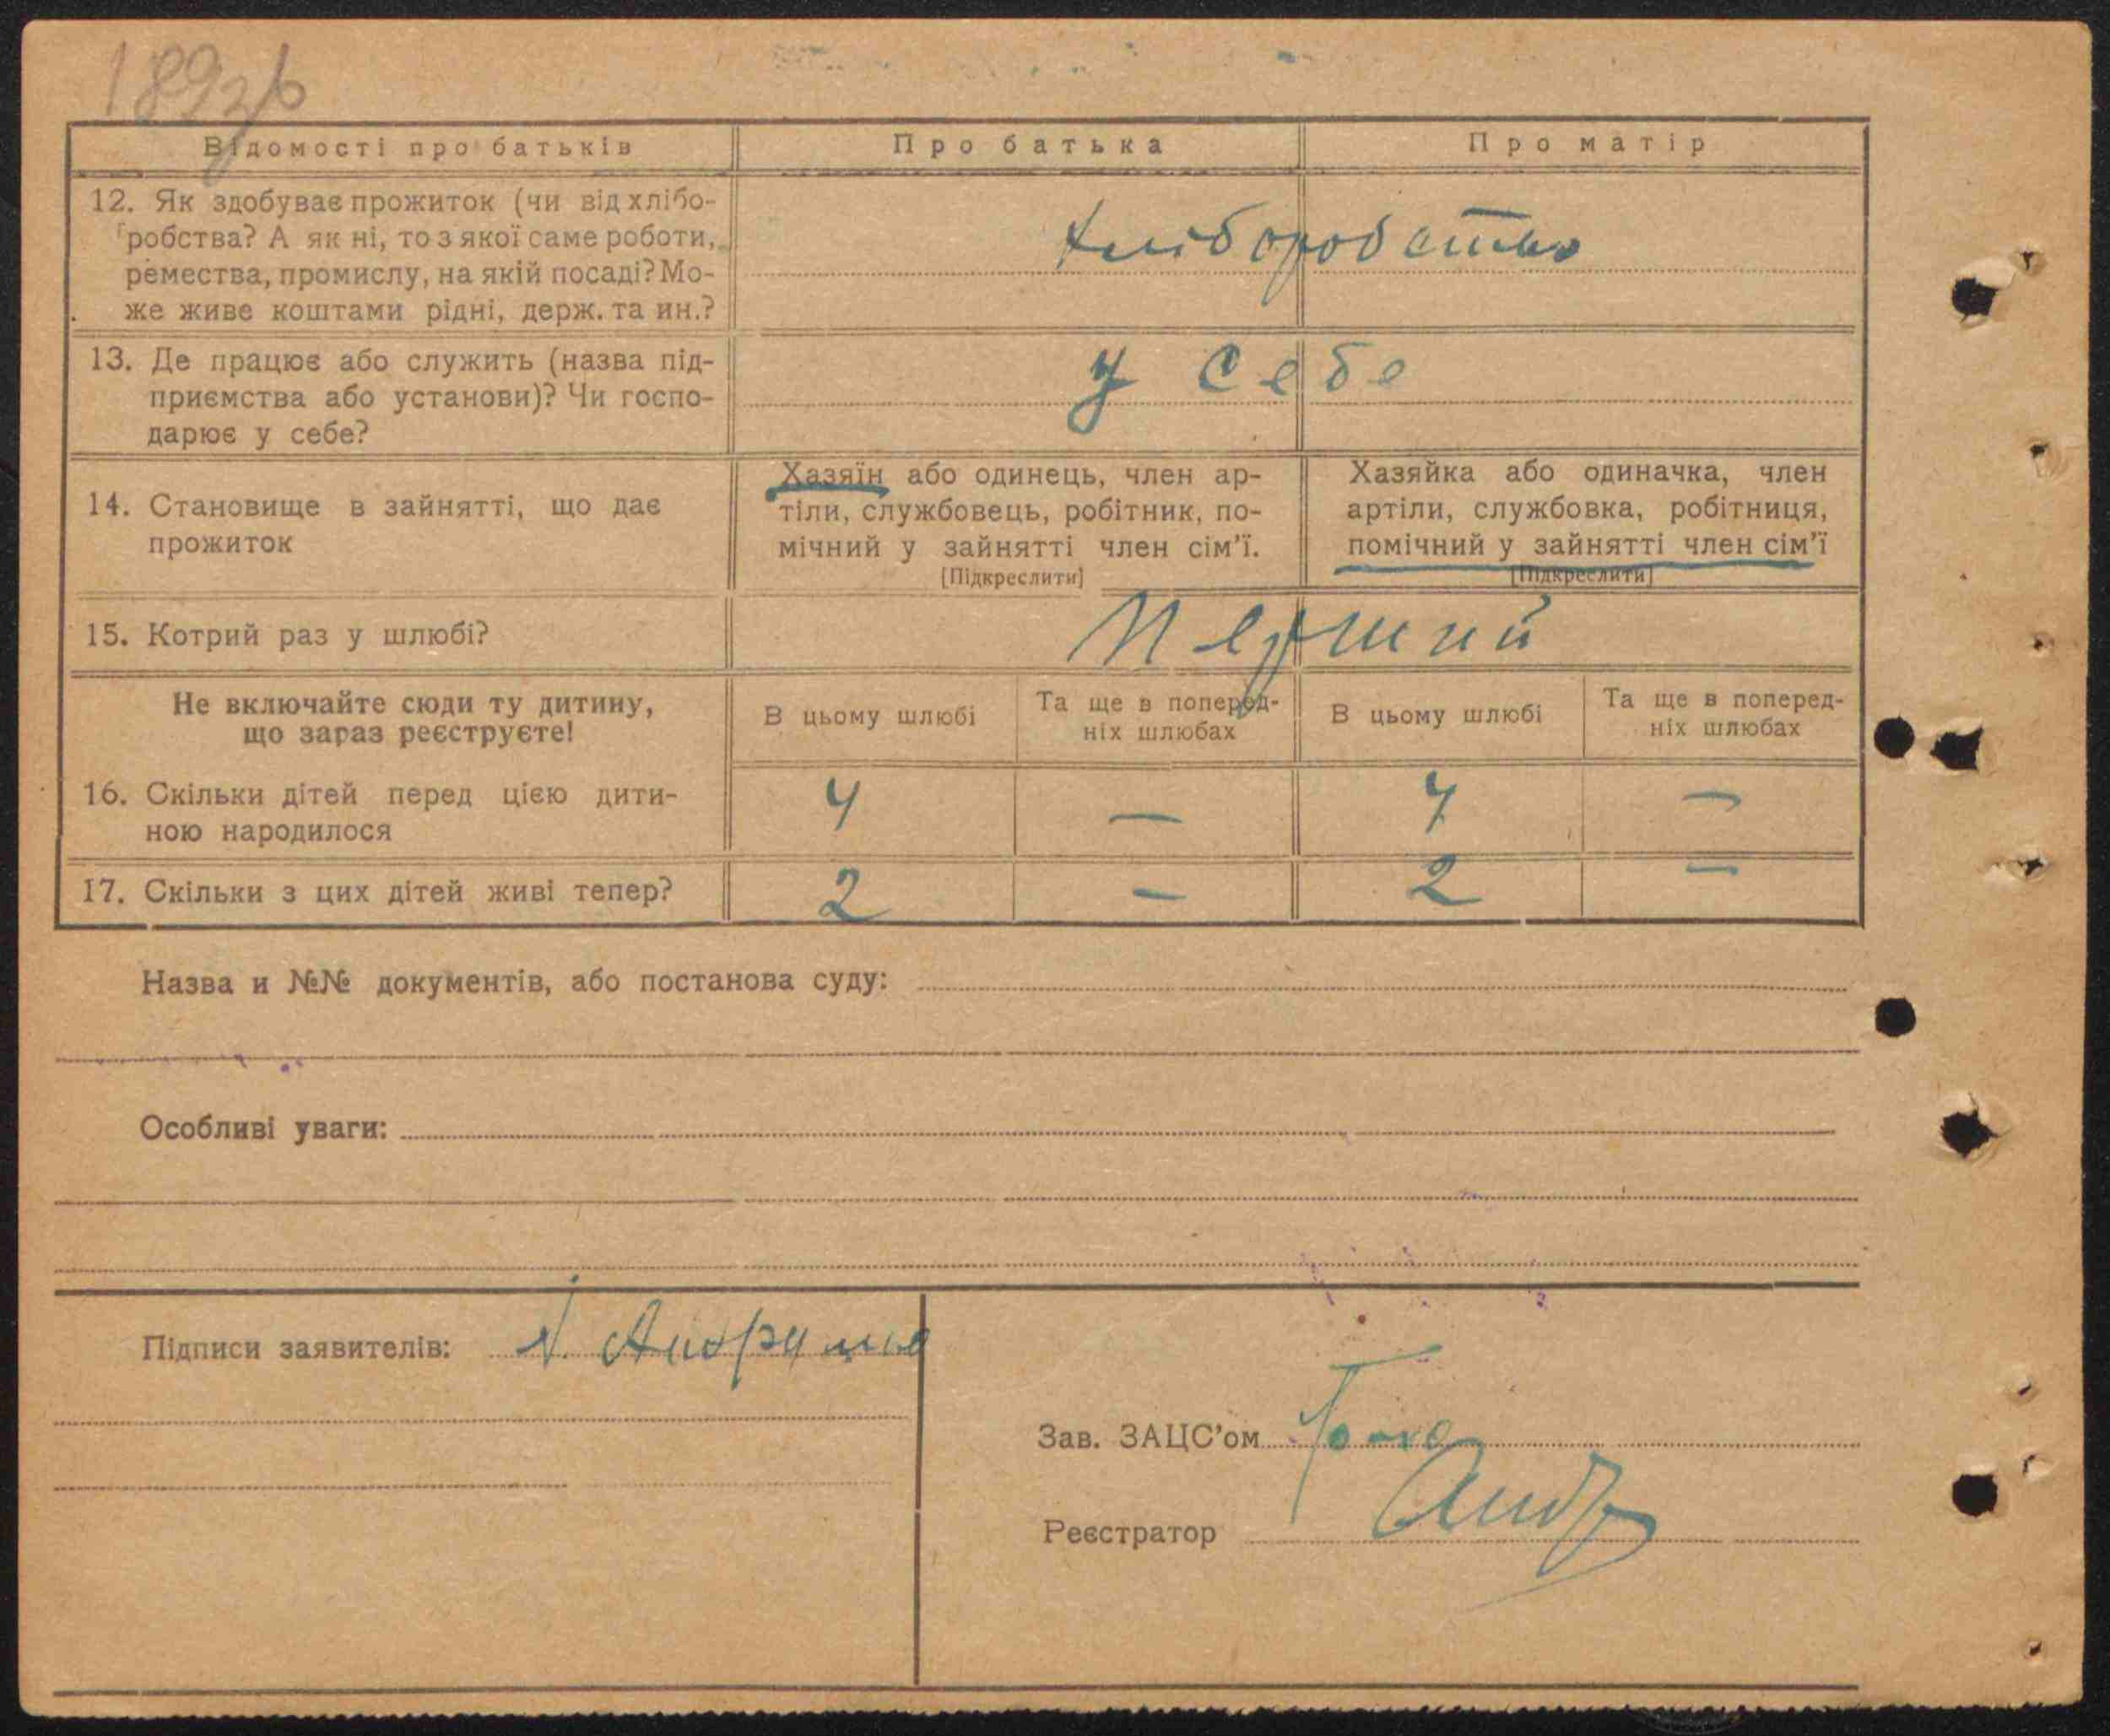 189зв
Відомості про батьків
Про батька
Про матір
12. Як здобуває прожиток (чи від хлібо-
робства? А як ні, то з якої саме роботи,
ремества, промислу, на якій посаді? Мо-
же живе коштами рідні, держ. та ин.?
Хліборобство
13. Де працює або служить (назва під-
приємства або установи)? Чи госпо-
дарює у себе?
у себе
14. Становище в зайнятті, що дає
прожиток
Хазяїн або одинець, член ар-
тіли, службовець, робітник, по-
мічний у зайнятті член сім'ї.
[Підкреслити]
Хазяйка або одиначка, член
артіли, службовка, робітниця,
помічний у зайнятті член сім'ї
[Підкреслити]
15. Котрий раз у шлюбі?
Перший
Не включайте сюди ту дитину,
що зараз реєструєте!
В цьому шлюбі
Та ще в поперед-
ніх шлюбах
В цьому шлюбі
Та ще в поперед-
ніх шлюбах
16. Скільки дітей перед цією дити-
ною народилося
4 — 4 —
17. Скільки з цих дітей живі тепер?
2 — 2 —
Назва и №№ документів, або постанова суду:
Особливі уваги:
Підписи заявителів:
Зав. ЗАЦС'ом
Реєстратор